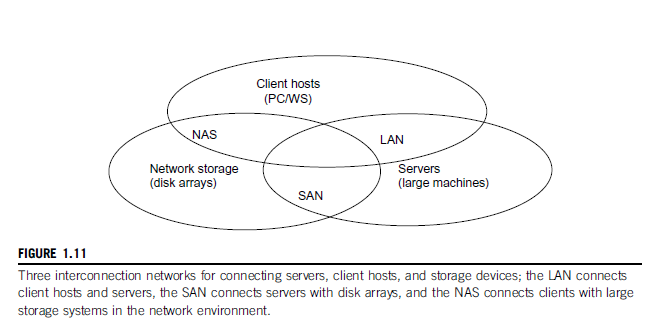 Client hosts
(PC/WS)
NAS
LAN
Network storage
(disk arrays)
Servers
(large machines)
SAN
FIGURE 1.11
Three interconnection networks for connecting servers, client hosts, and storage devices; the LAN connects
client hosts and servers, the SAN connects servers with disk arrays, and the NAS connects clients with large
storage systems in the network environment.